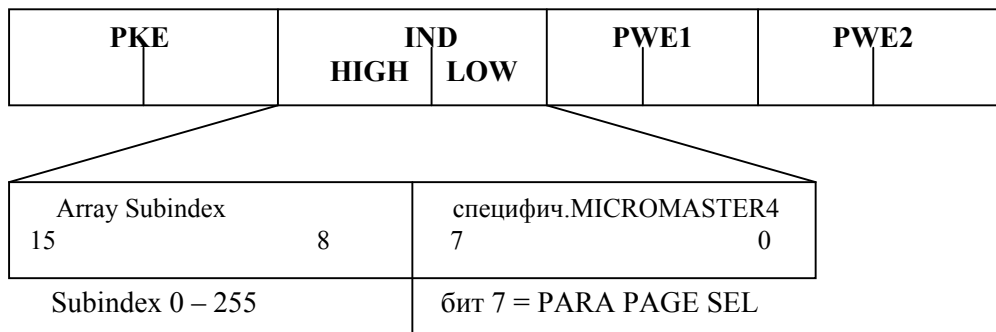 PKE IND PWE1 PWE2
HIGH LOW
Array Subindex специфич.MICROMASTER4
15 8 7 0
Subindex 0 – 255 бит 7 = PARA PAGE SEL